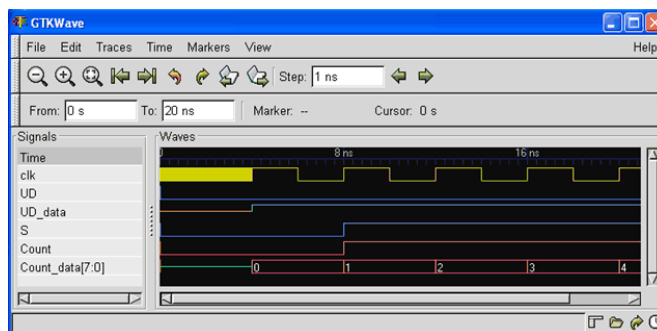 GTKWave
File Edit Traces Time Markers View Help
Step: 1 ns
From: 0 s To: 20 ns Marker: -- Cursor: 0 s
Signals Waves
Time 8 ns 16 ns
clk
UD
UD_data
S
Count
Count_data[7:0] 0 1 2 3 4